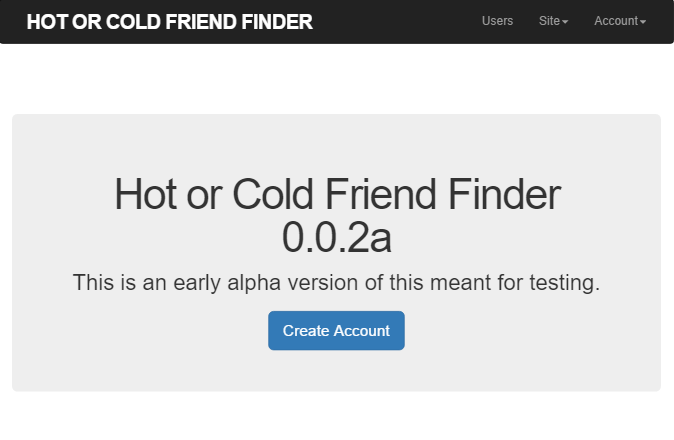 HOT OR COLD FRIEND FINDER
Users Site Account
Hot or Cold Friend Finder
0.0.2a
This is an early alpha version of this meant for testing.
Create Account